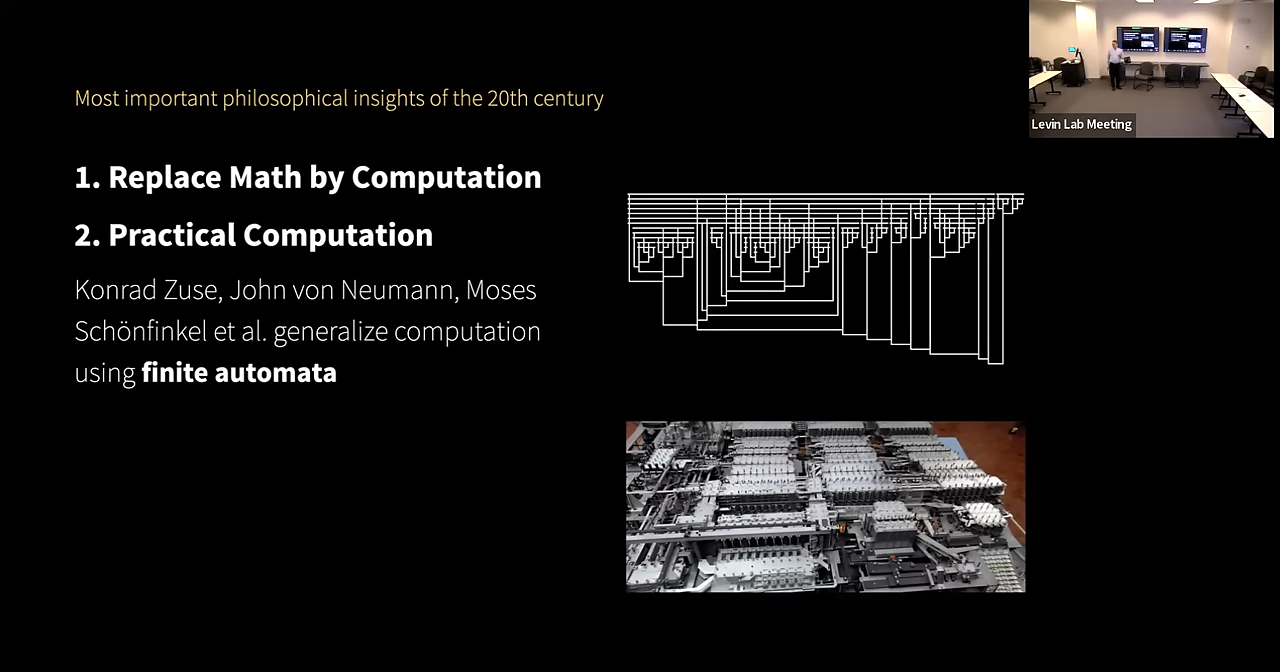 Most important philosophical insights of the 20th century
1. Replace Math by Computation
2. Practical Computation
Konrad Zuse, John von Neumann, Moses
Schönfinkel et al. generalize computation
using finite automata
Levin Lab Meeting